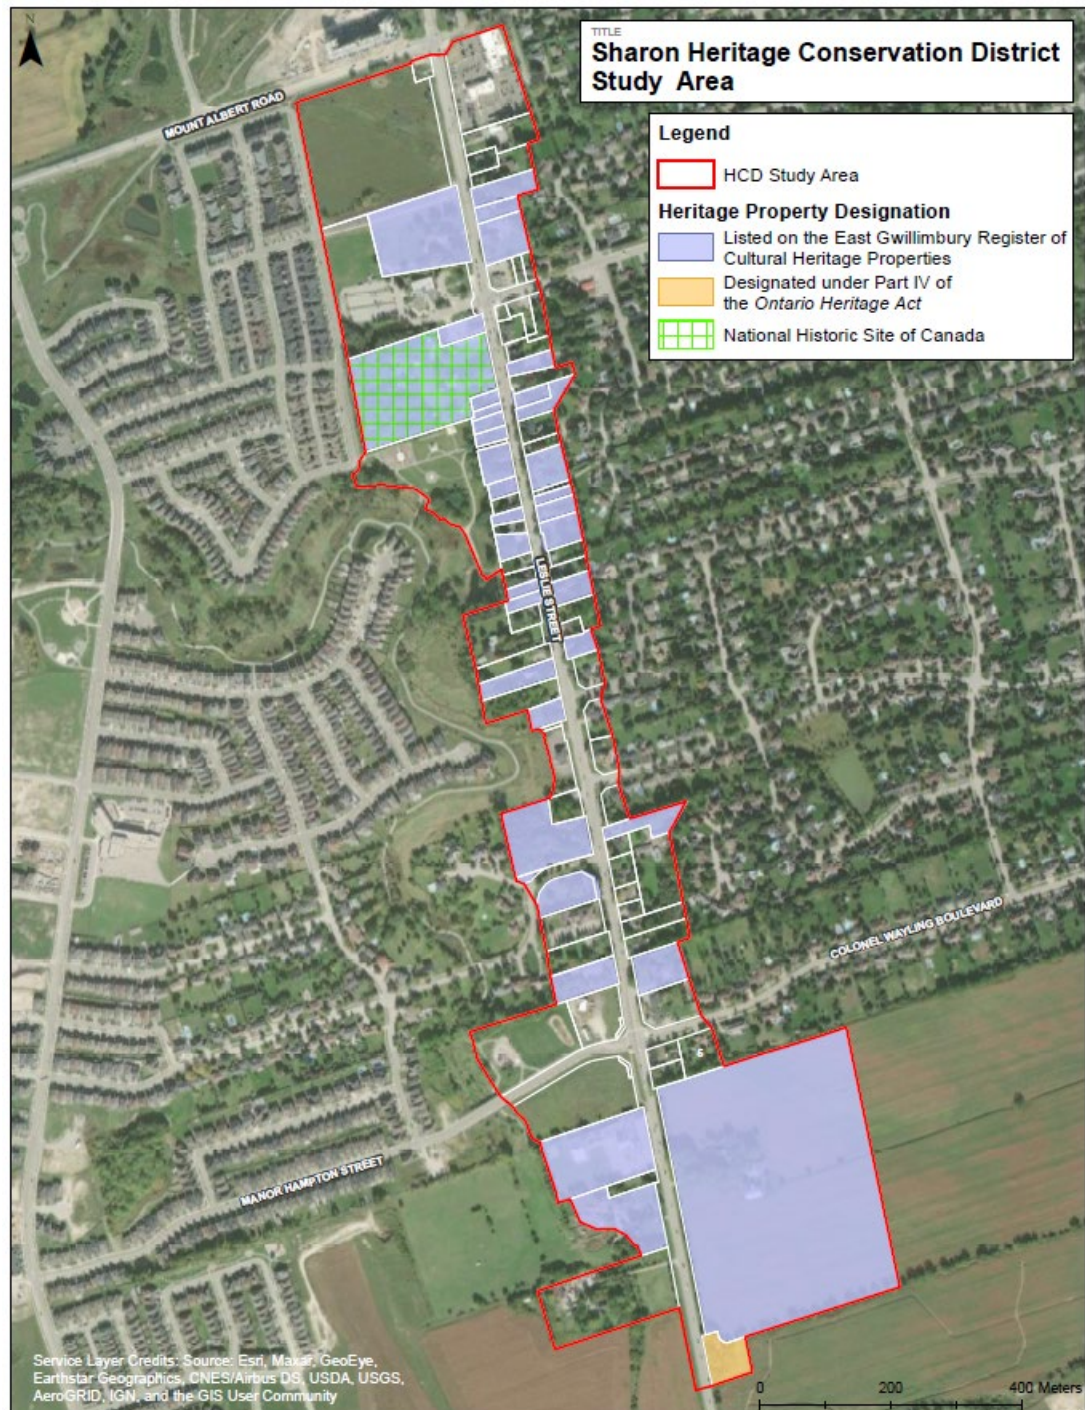 N
TITLE
Sharon Heritage Conservation District
Study Area
Legend
HCD Study Area
Heritage Property Designation
Listed on the East Gwillimbury Register of
Cultural Heritage Properties
Designated under Part IV of
the Ontario Heritage Act
National Historic Site of Canada
MOUNT ALBERT ROAD
LESLIE STREET
COLONEL WAYLING BOULEVARD
MANOR HAMPTON STREET
Service Layer Credits: Source: Esri, Maxar, GeoEye,
Earthstar Geographics, CNES/Airbus DS, USDA, USGS,
AeroGRID, IGN, and the GIS User Community
0 200 400 Meters